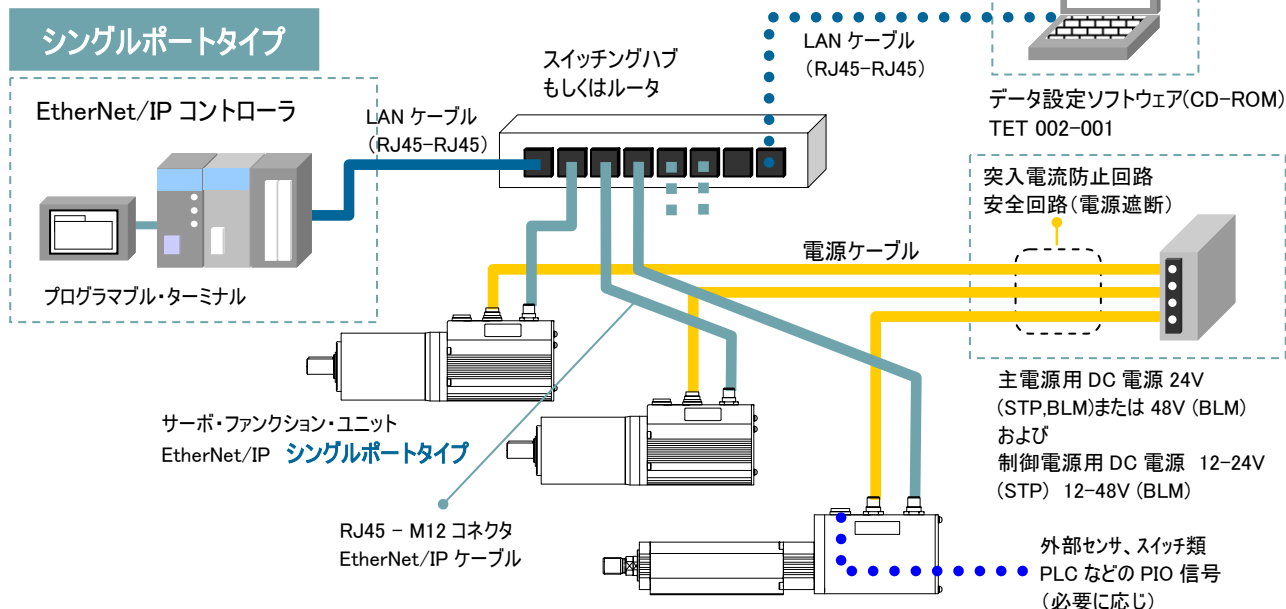 シングルポートタイプ
EtherNet/IP コントローラ
プログラマブル・ターミナル
LAN ケーブル
(RJ45-RJ45)
スイッチングハブ
もしくはルータ
LAN ケーブル
(RJ45-RJ45)
データ設定ソフトウェア(CD-ROM)
TET 002-001
突入電流防止回路
安全回路(電源遮断)
電源ケーブル
主電源用 DC 電源 24V
(STP,BLM)または 48V (BLM)
および
制御電源用 DC 電源 12-24V
(STP) 12-48V (BLM)
サーボ・ファンクション・ユニット
EtherNet/IP シングルポートタイプ
RJ45 - M12 コネクタ
EtherNet/IP ケーブル
外部センサ、スイッチ類
PLC などの PIO 信号
(必要に応じ)